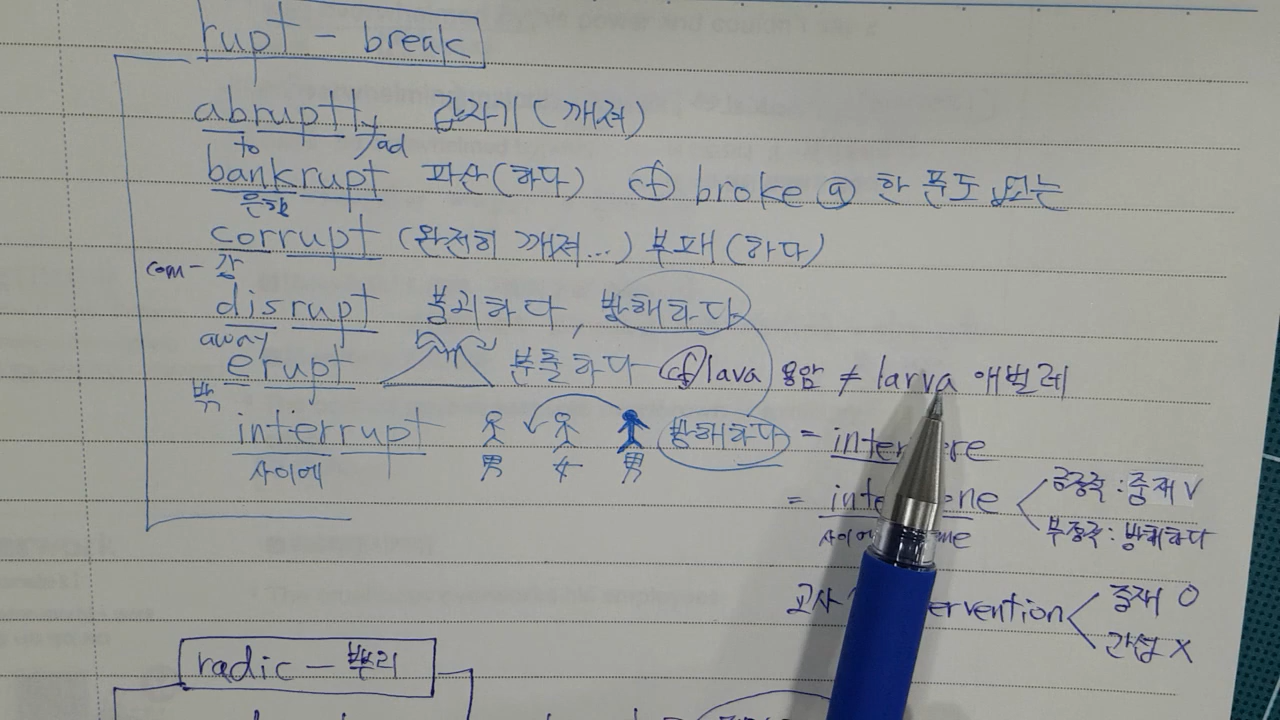 rupt - break
abruptly 갑자기 (깨져)
to ad
bankrupt 파산(하다) cf broke ⓐ 한 푼도 없는
은행
corrupt (완전히 깨져...) 부패(하다)
com- 강
disrupt 붕괴하다, 방해하다
away
erupt 분출하다 cf lava 용암 ≠ larva 애벌레
밖
interrupt 방해하다 = inter re
사이에 男 女 男
= inte ne 긍정적 : 중재 V
부정적 : 방해하다
사이에 me
교사 ervention 중재 O
간섭 X
radic - 뿌리